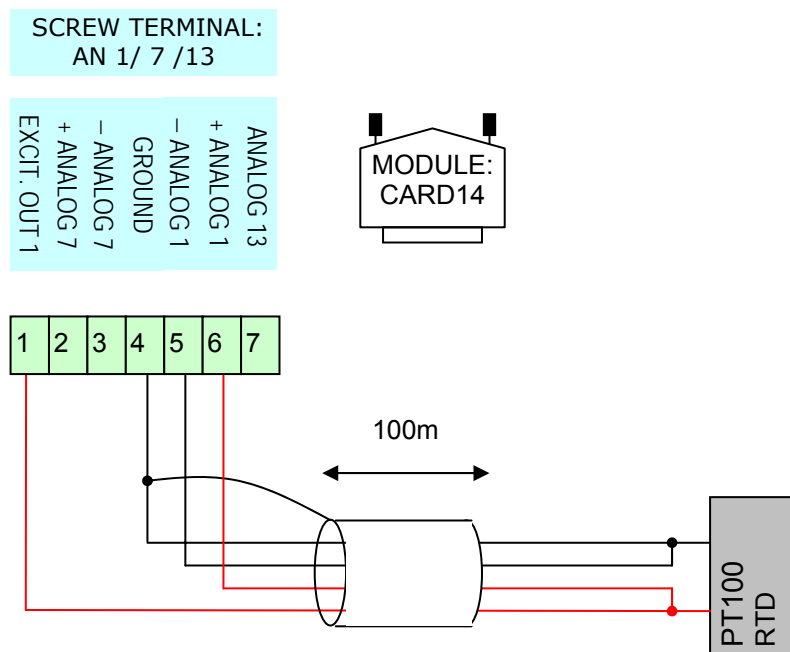 SCREW TERMINAL:
AN 1/ 7 /13
EXCIT. OUT 1
+ ANALOG 7
– ANALOG 7
GROUND
– ANALOG 1
+ ANALOG 1
ANALOG 13
MODULE:
CARD14
1 2 3 4 5 6 7
100m
PT100
RTD